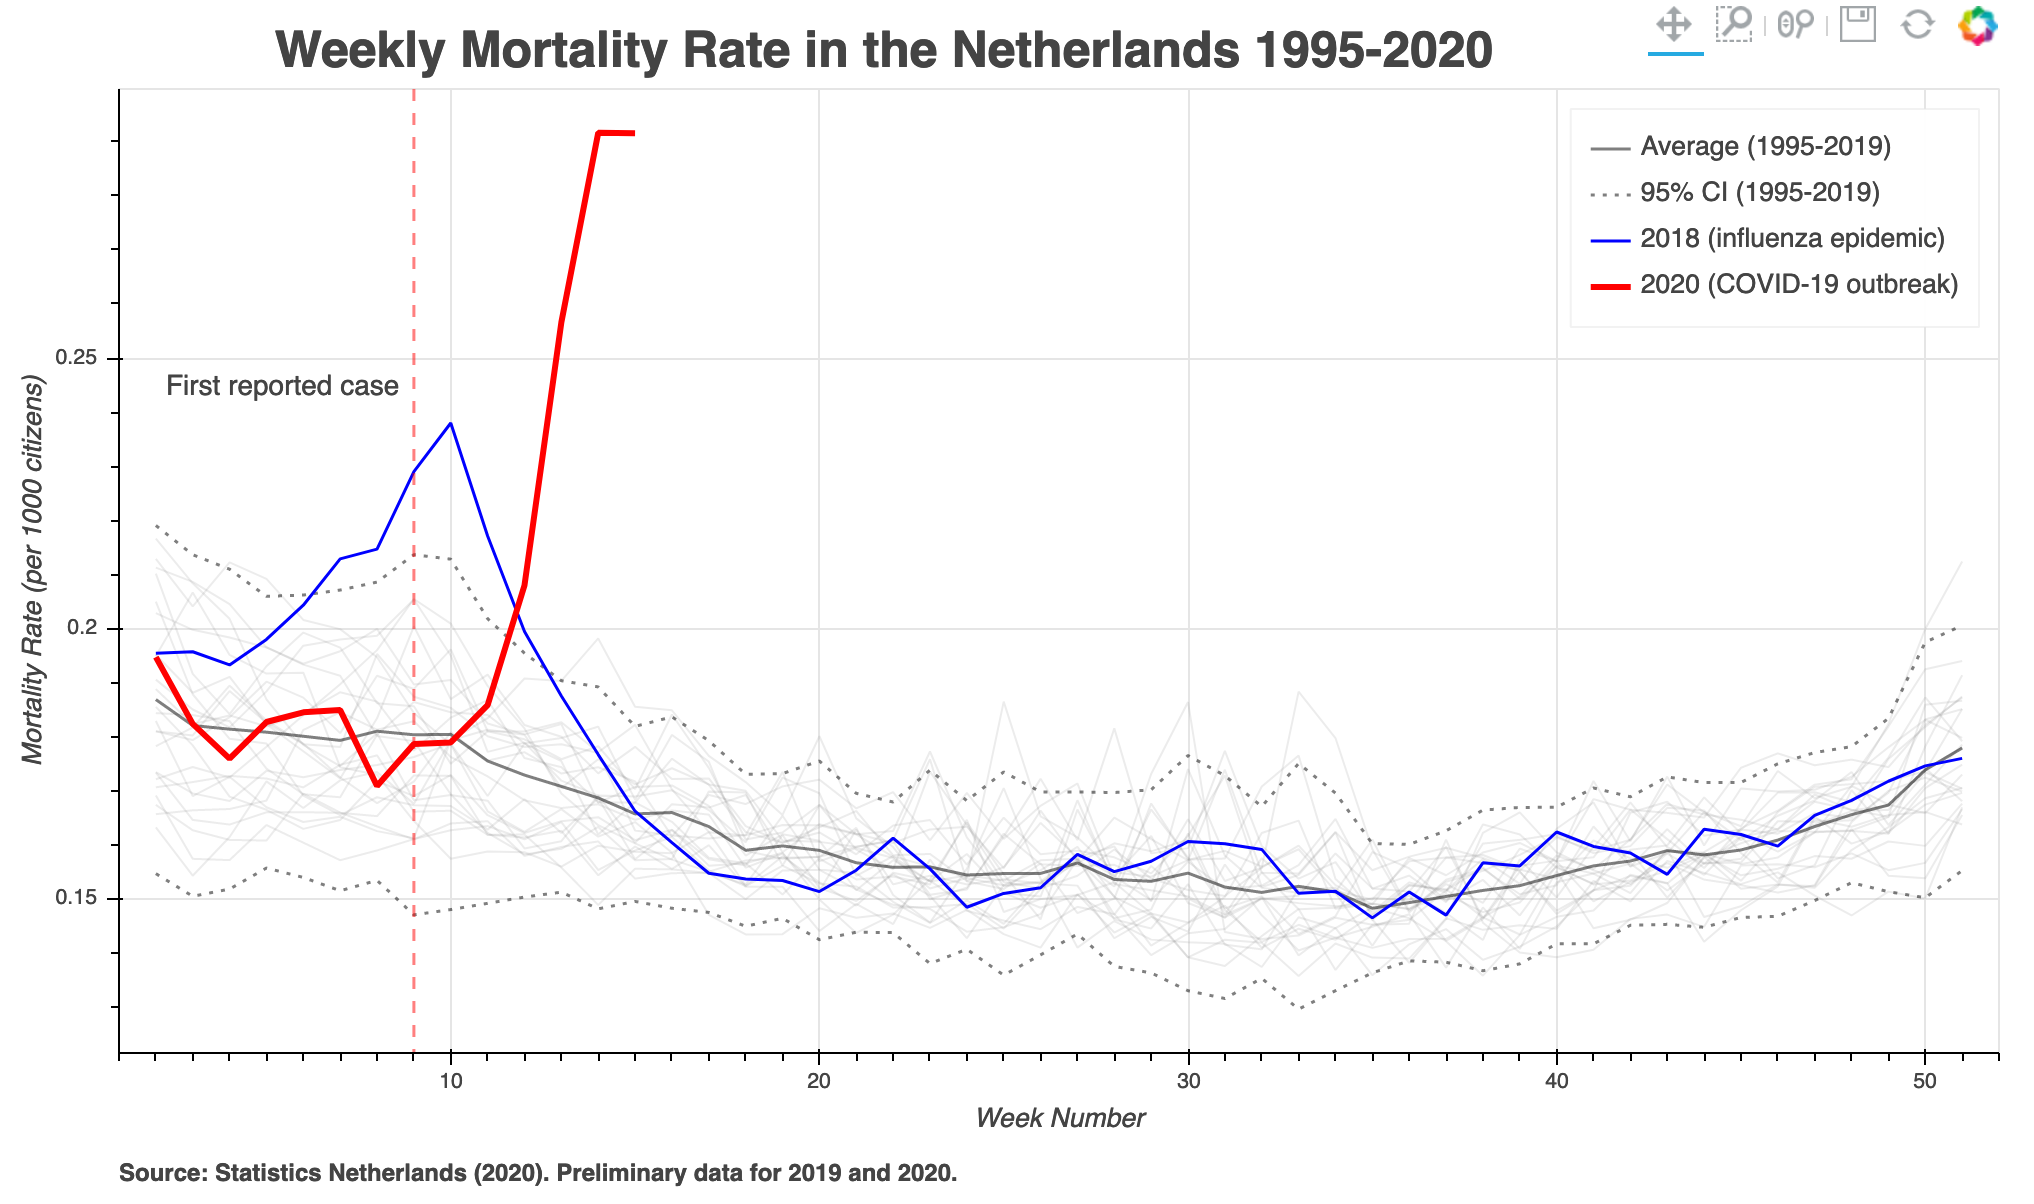 Weekly Mortality Rate in the Netherlands 1995-2020
Average (1995-2019)
95% CI (1995-2019)
2018 (influenza epidemic)
2020 (COVID-19 outbreak)
First reported case
Mortality Rate (per 1000 citizens)
0.25
0.2
0.15
10
20
30
40
50
Week Number
Source: Statistics Netherlands (2020). Preliminary data for 2019 and 2020.